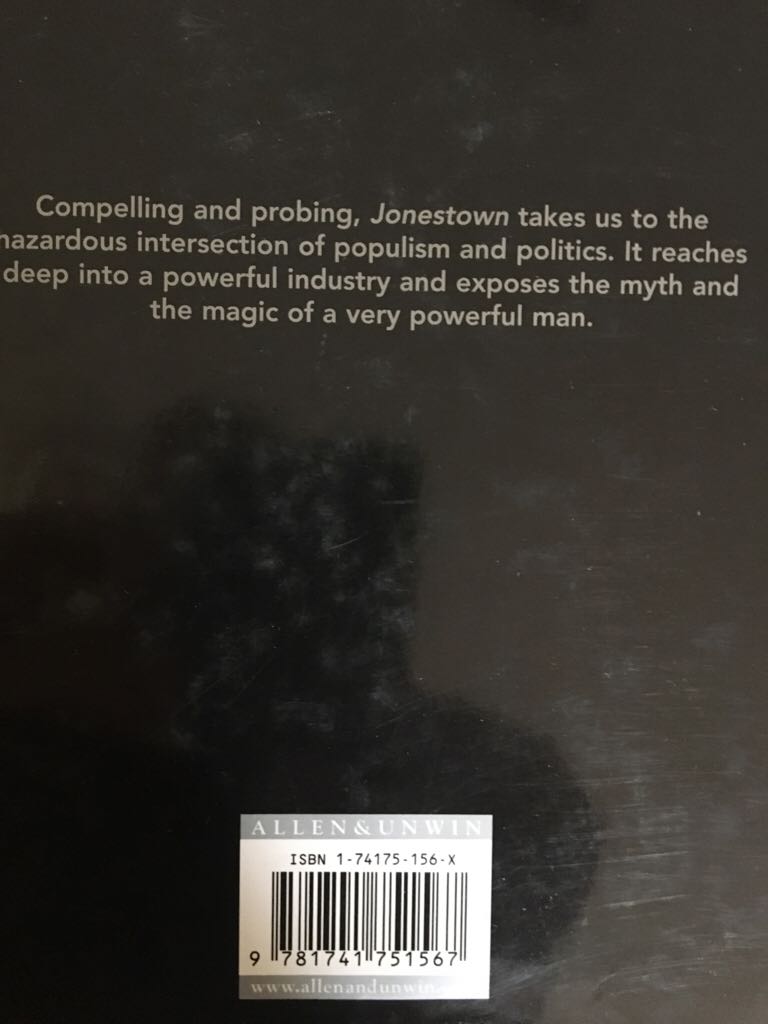 Compelling and probing, Jonestown takes us to the
hazardous intersection of populism and politics. It reaches
deep into a powerful industry and exposes the myth and
the magic of a very powerful man.
ALLEN&UNWIN
ISBN 1-74175-156-X
9 781741 751567
www.allenandunwin.